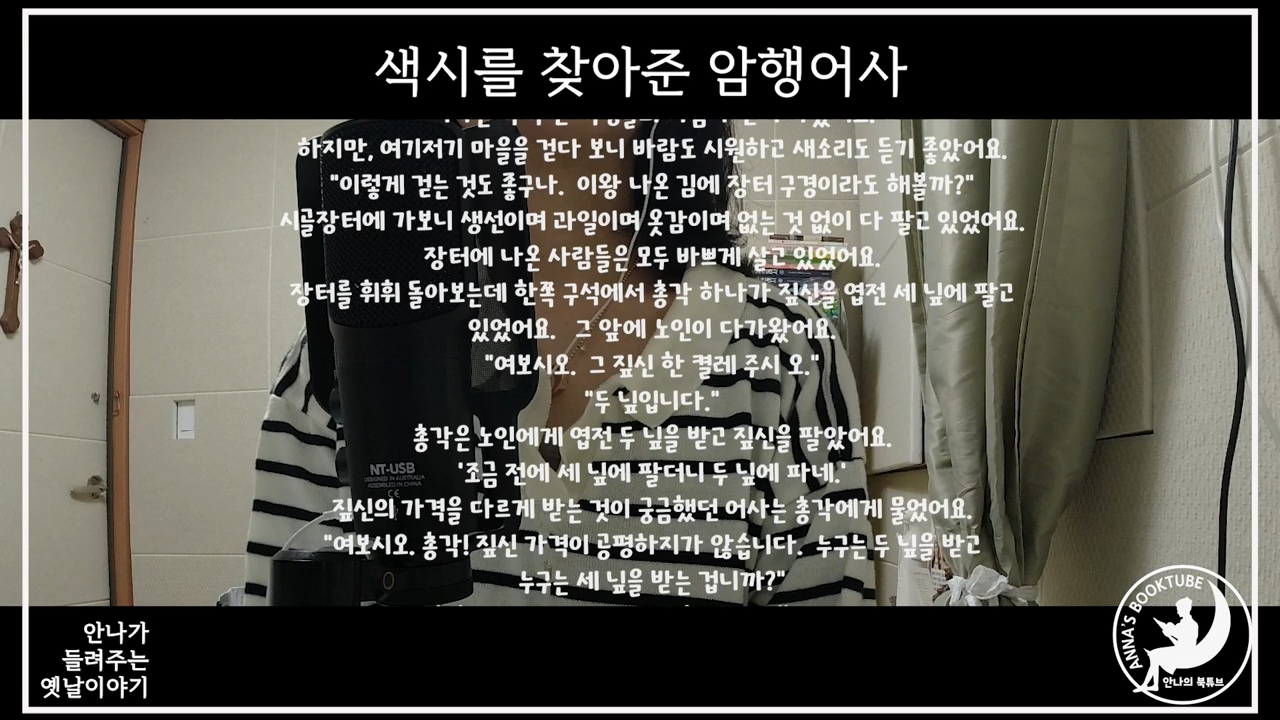 색시를 찾아준 암행어사
하지만, 여기저기 마을을 걷다 보니 바람도 시원하고 새소리도 듣기 좋았어요.
"이렇게 걷는 것도 좋구나. 이왕 나온 김에 장터 구경이라도 해볼까?"
시골장터에 가보니 생선이며 과일이며 옷감이며 없는 것 없이 다 팔고 있었어요.
장터에 나온 사람들은 모두 바쁘게 살고 있었어요.
장터를 휘휘 돌아보는데 한쪽 구석에서 총각 하나가 짚신을 엽전 세 닢에 팔고
있었어요. 그 앞에 노인이 다가왔어요.
"여보시오. 그 짚신 한 켤레 주시 오."
"두 닢입니다."
총각은 노인에게 엽전 두 닢을 받고 짚신을 팔았어요.
'조금 전에 세 닢에 팔더니 두 닢에 파네.'
짚신의 가격을 다르게 받는 것이 궁금했던 어사는 총각에게 물었어요.
"여보시오. 총각! 짚신 가격이 공평하지가 않습니다. 누구는 두 닢을 받고
누구는 세 닢을 받는 겁니까?"
NT-USB
DESIGNED IN AUSTRALIA
ASSEMBLED IN CHINA
CE
안나가
들려주는
옛날이야기
ANNA'S BOOKTUBE
안나의 북튜브